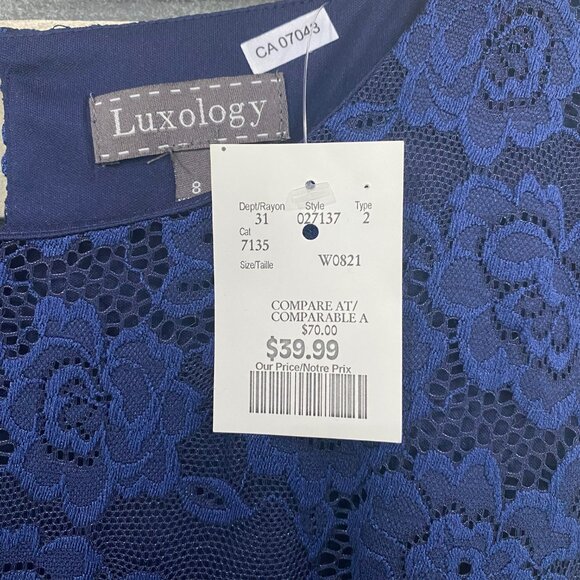 CA 07043
Luxology
8
Dept/Rayon Style Type
31 027137 2
Cat
7135
Size/Taille W0821
COMPARE AT/
COMPARABLE A
$70.00
$39.99
Our Price/Notre Prix